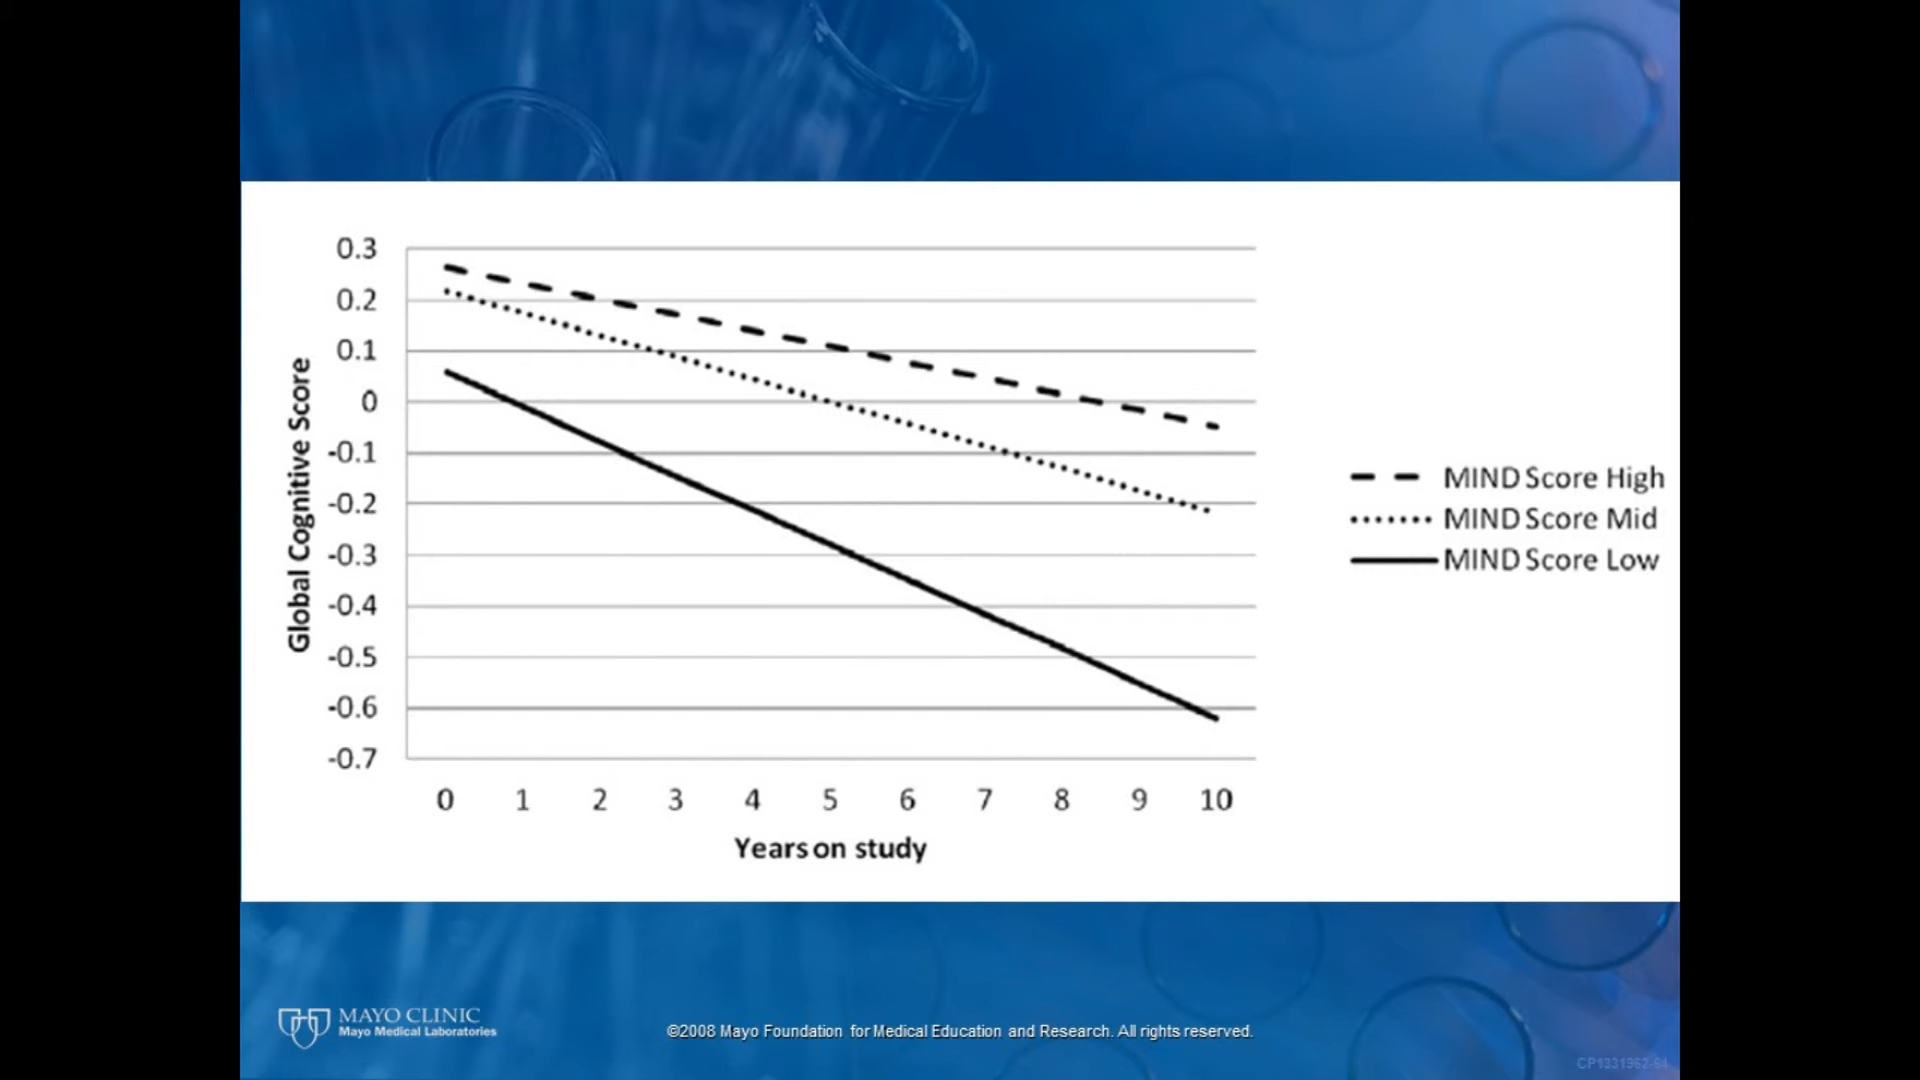 0.3
0.2
0.1
0
-0.1
-0.2
-0.3
-0.4
-0.5
-0.6
-0.7
Global Cognitive Score
0 1 2 3 4 5 6 7 8 9 10
Years on study
MIND Score High
MIND Score Mid
MIND Score Low
MAYO CLINIC
Mayo Medical Laboratories
©2008 Mayo Foundation for Medical Education and Research. All rights reserved.